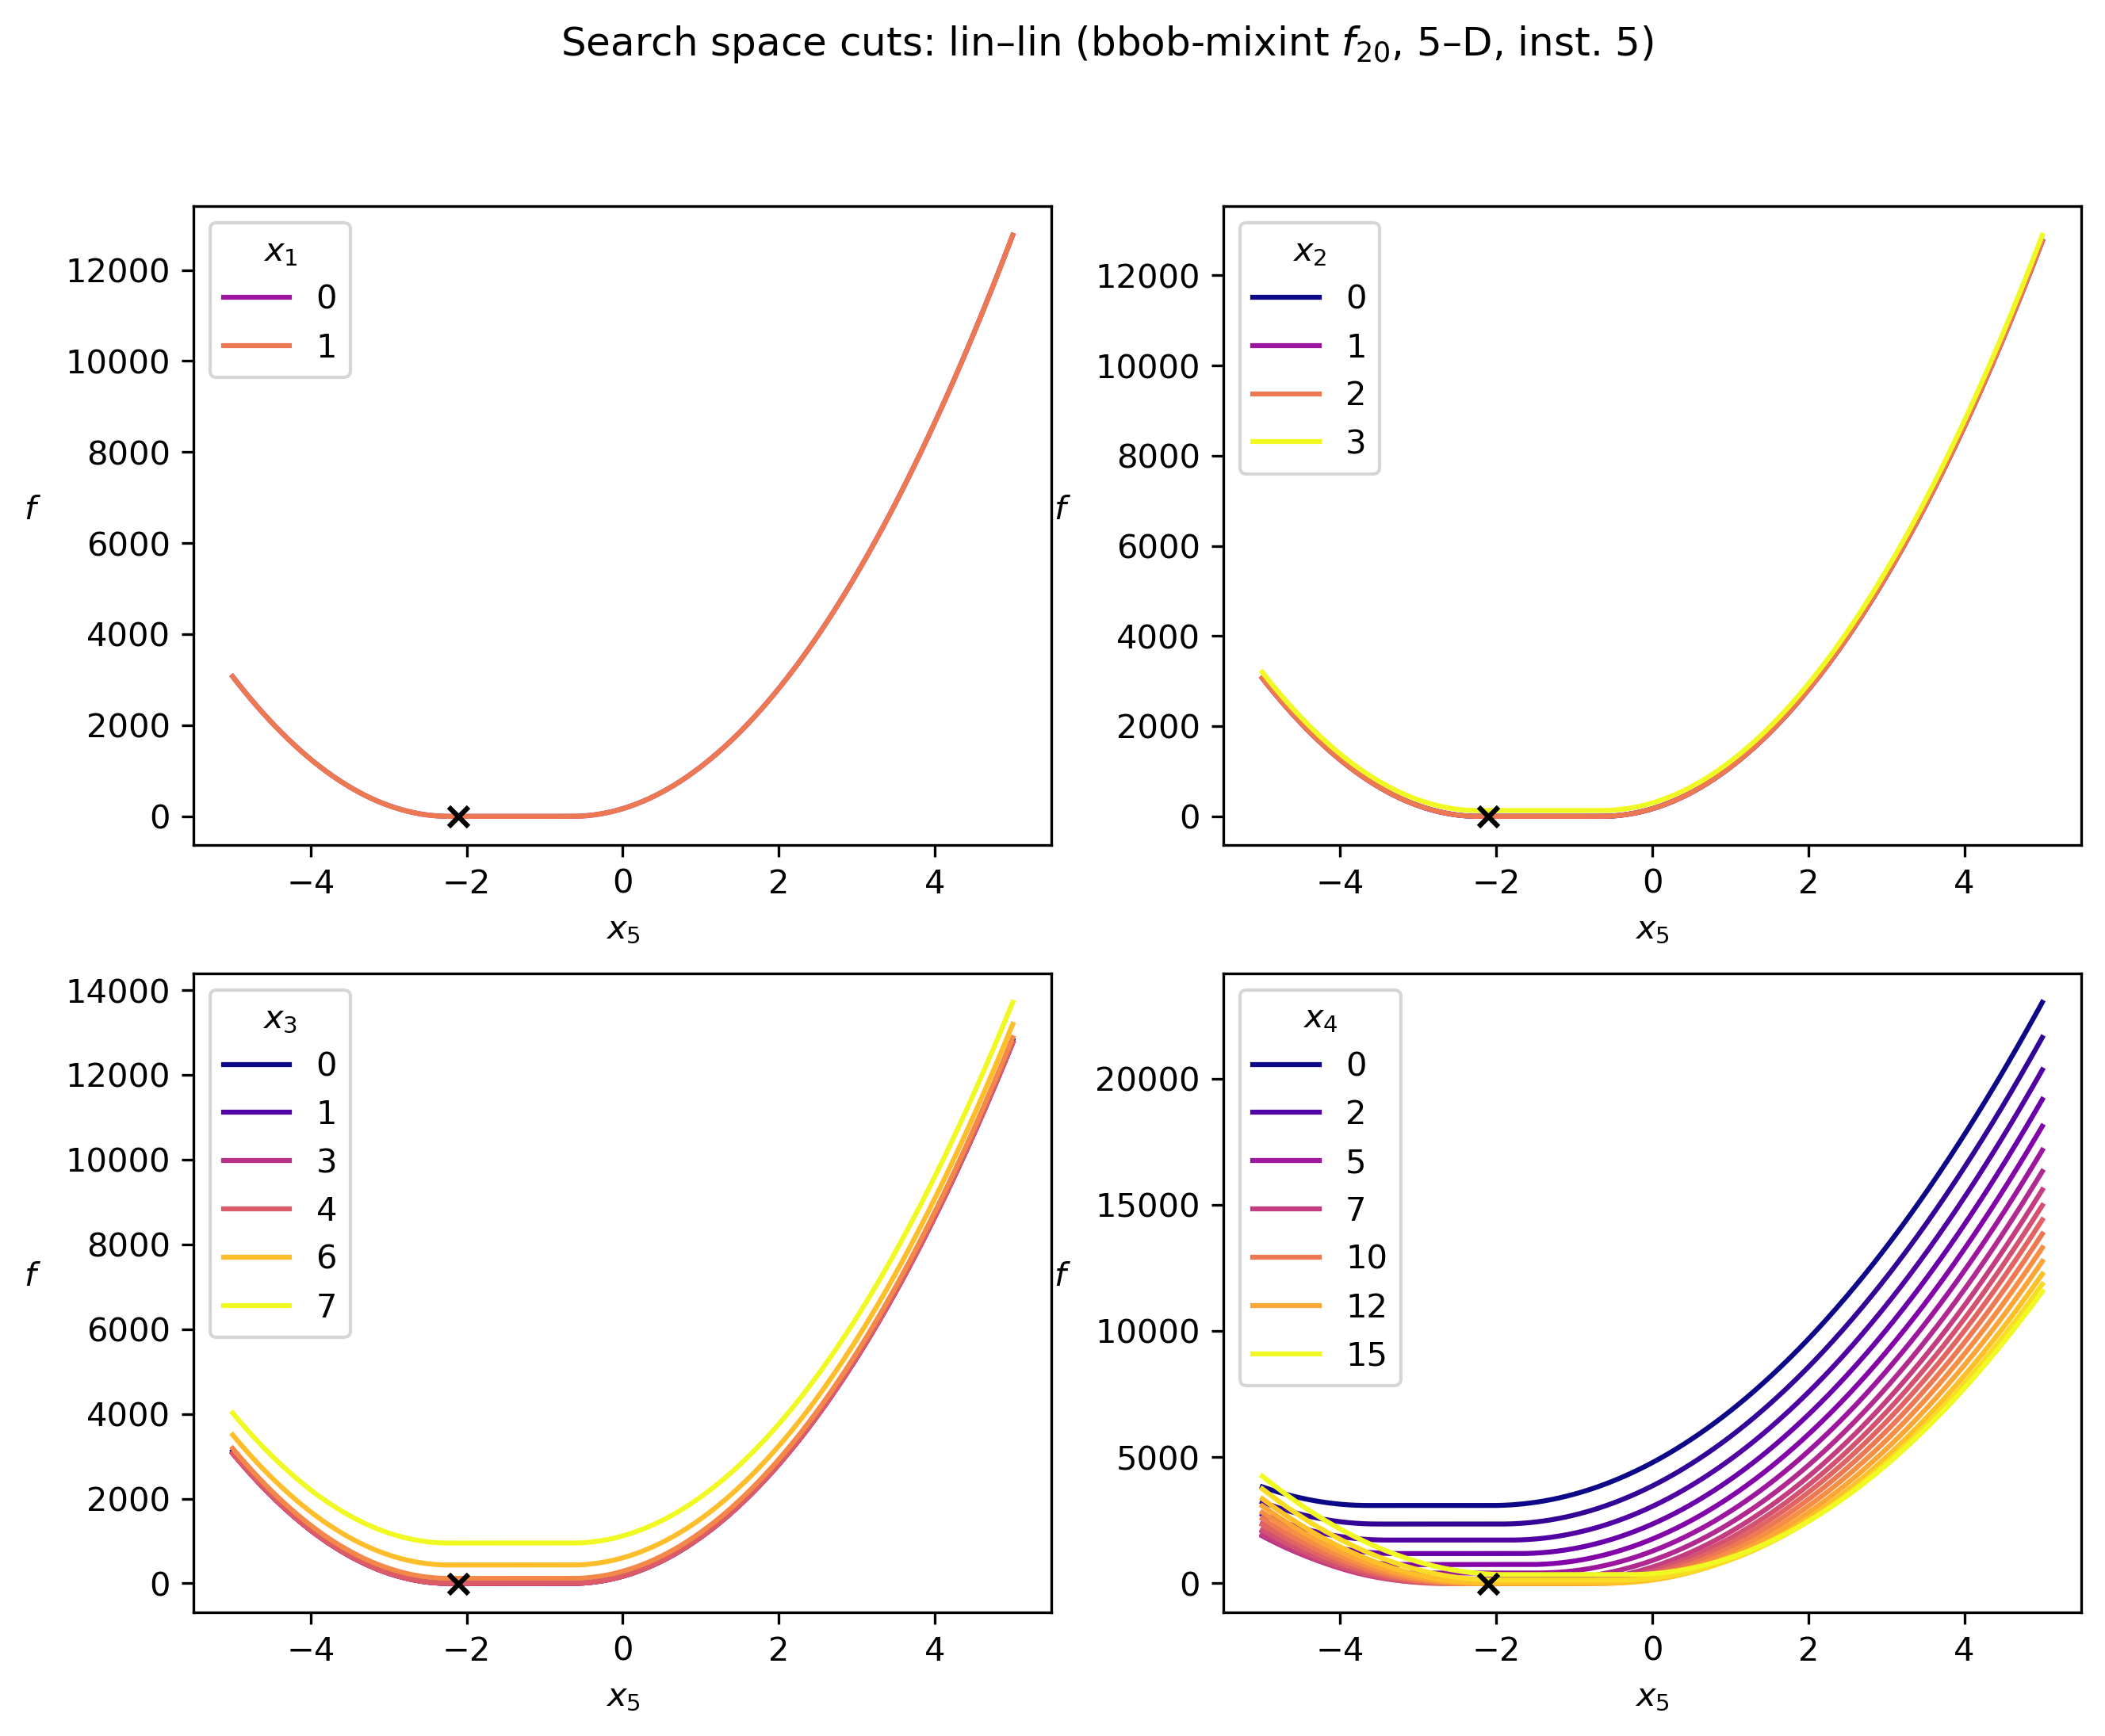 Search space cuts: lin–lin (bbob-mixint f20, 5–D, inst. 5)
x1
0
1
12000
10000
8000
6000
4000
2000
0
f
−4 −2 0 2 4
x5
x2
0
1
2
3
12000
10000
8000
6000
4000
2000
0
f
−4 −2 0 2 4
x5
x3
0
1
3
4
6
7
14000
12000
10000
8000
6000
4000
2000
0
f
−4 −2 0 2 4
x5
x4
0
2
5
7
10
12
15
20000
15000
10000
5000
0
f
−4 −2 0 2 4
x5